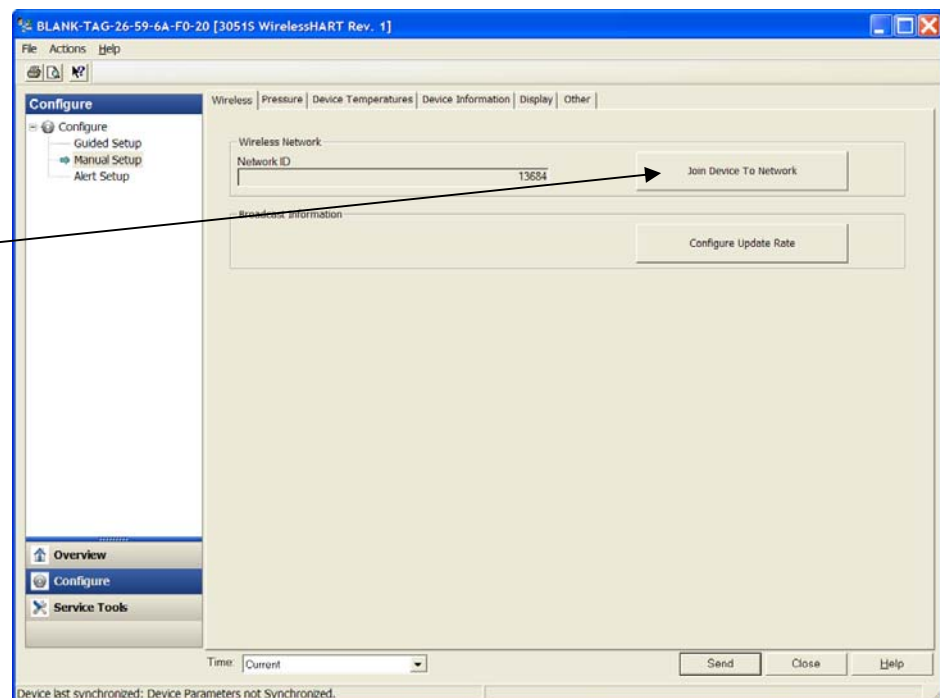 BLANK-TAG-26-59-6A-F0-20 [3051S WirelessHART Rev. 1]
File Actions Help
Configure
Configure
Guided Setup
Manual Setup
Alert Setup
Overview
Configure
Service Tools
Wireless Pressure Device Temperatures Device Information Display Other
Wireless Network
Network ID
13684
Join Device To Network
Broadcast Information
Configure Update Rate
Time: Current
Send Close Help
Device last synchronized: Device Parameters not Synchronized.